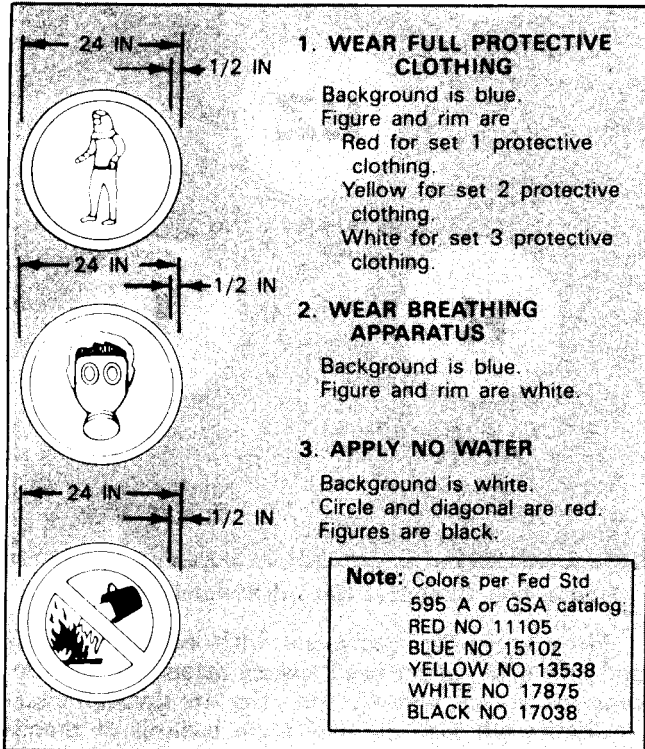 24 IN
1/2 IN
1. WEAR FULL PROTECTIVE
CLOTHING
Background is blue.
Figure and rim are
Red for set 1 protective
clothing.
Yellow for set 2 protective
clothing.
White for set 3 protective
clothing.
24 IN
1/2 IN
2. WEAR BREATHING
APPARATUS
Background is blue.
Figure and rim are white.
24 IN
1/2 IN
3. APPLY NO WATER
Background is white.
Circle and diagonal are red.
Figures are black.
Note: Colors per Fed Std
595 A or GSA catalog:
RED NO 11105
BLUE NO 15102
YELLOW NO 13538
WHITE NO 17875
BLACK NO 17038